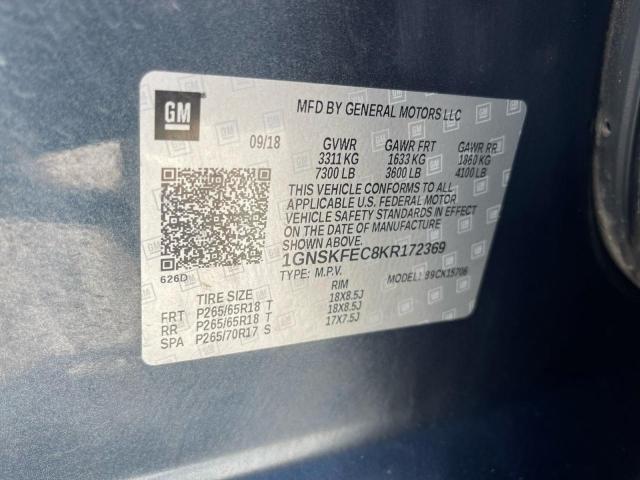 GM
MFD BY GENERAL MOTORS LLC
09/18 GVWR GAWR FRT GAWR RR
3311 KG 1633 KG 1860 KG
7300 LB 3600 LB 4100 LB
THIS VEHICLE CONFORMS TO ALL
APPLICABLE U.S. FEDERAL MOTOR
VEHICLE SAFETY STANDARDS IN EFFECT
ON THE DATE OF MANUFACTURE
SHOWN ABOVE.
1GNSKFEC8KR172369
626D TYPE: M.P.V. MODEL: 89CK15706
TIRE SIZE RIM
FRT P265/65R18 T 18X8.5J
RR P265/65R18 T 18X8.5J
SPA P265/70R17 S 17X7.5J